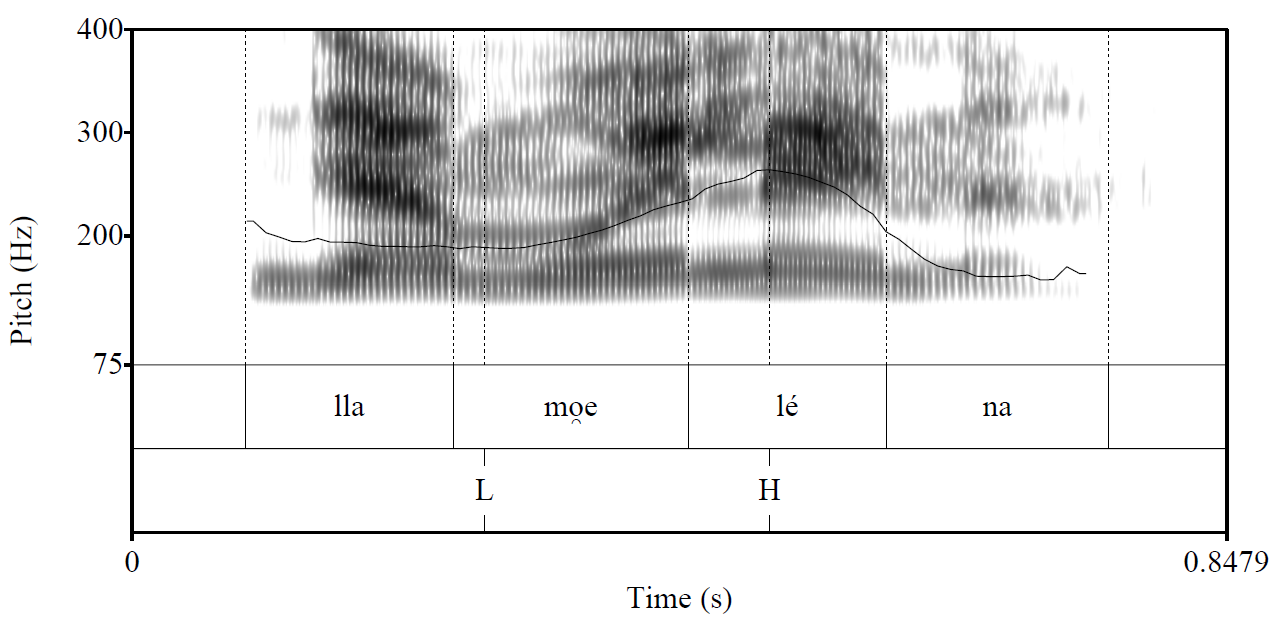 400
300
200
75
Pitch (Hz)
lla mo̯e lé na
L H
0 0.8479
Time (s)